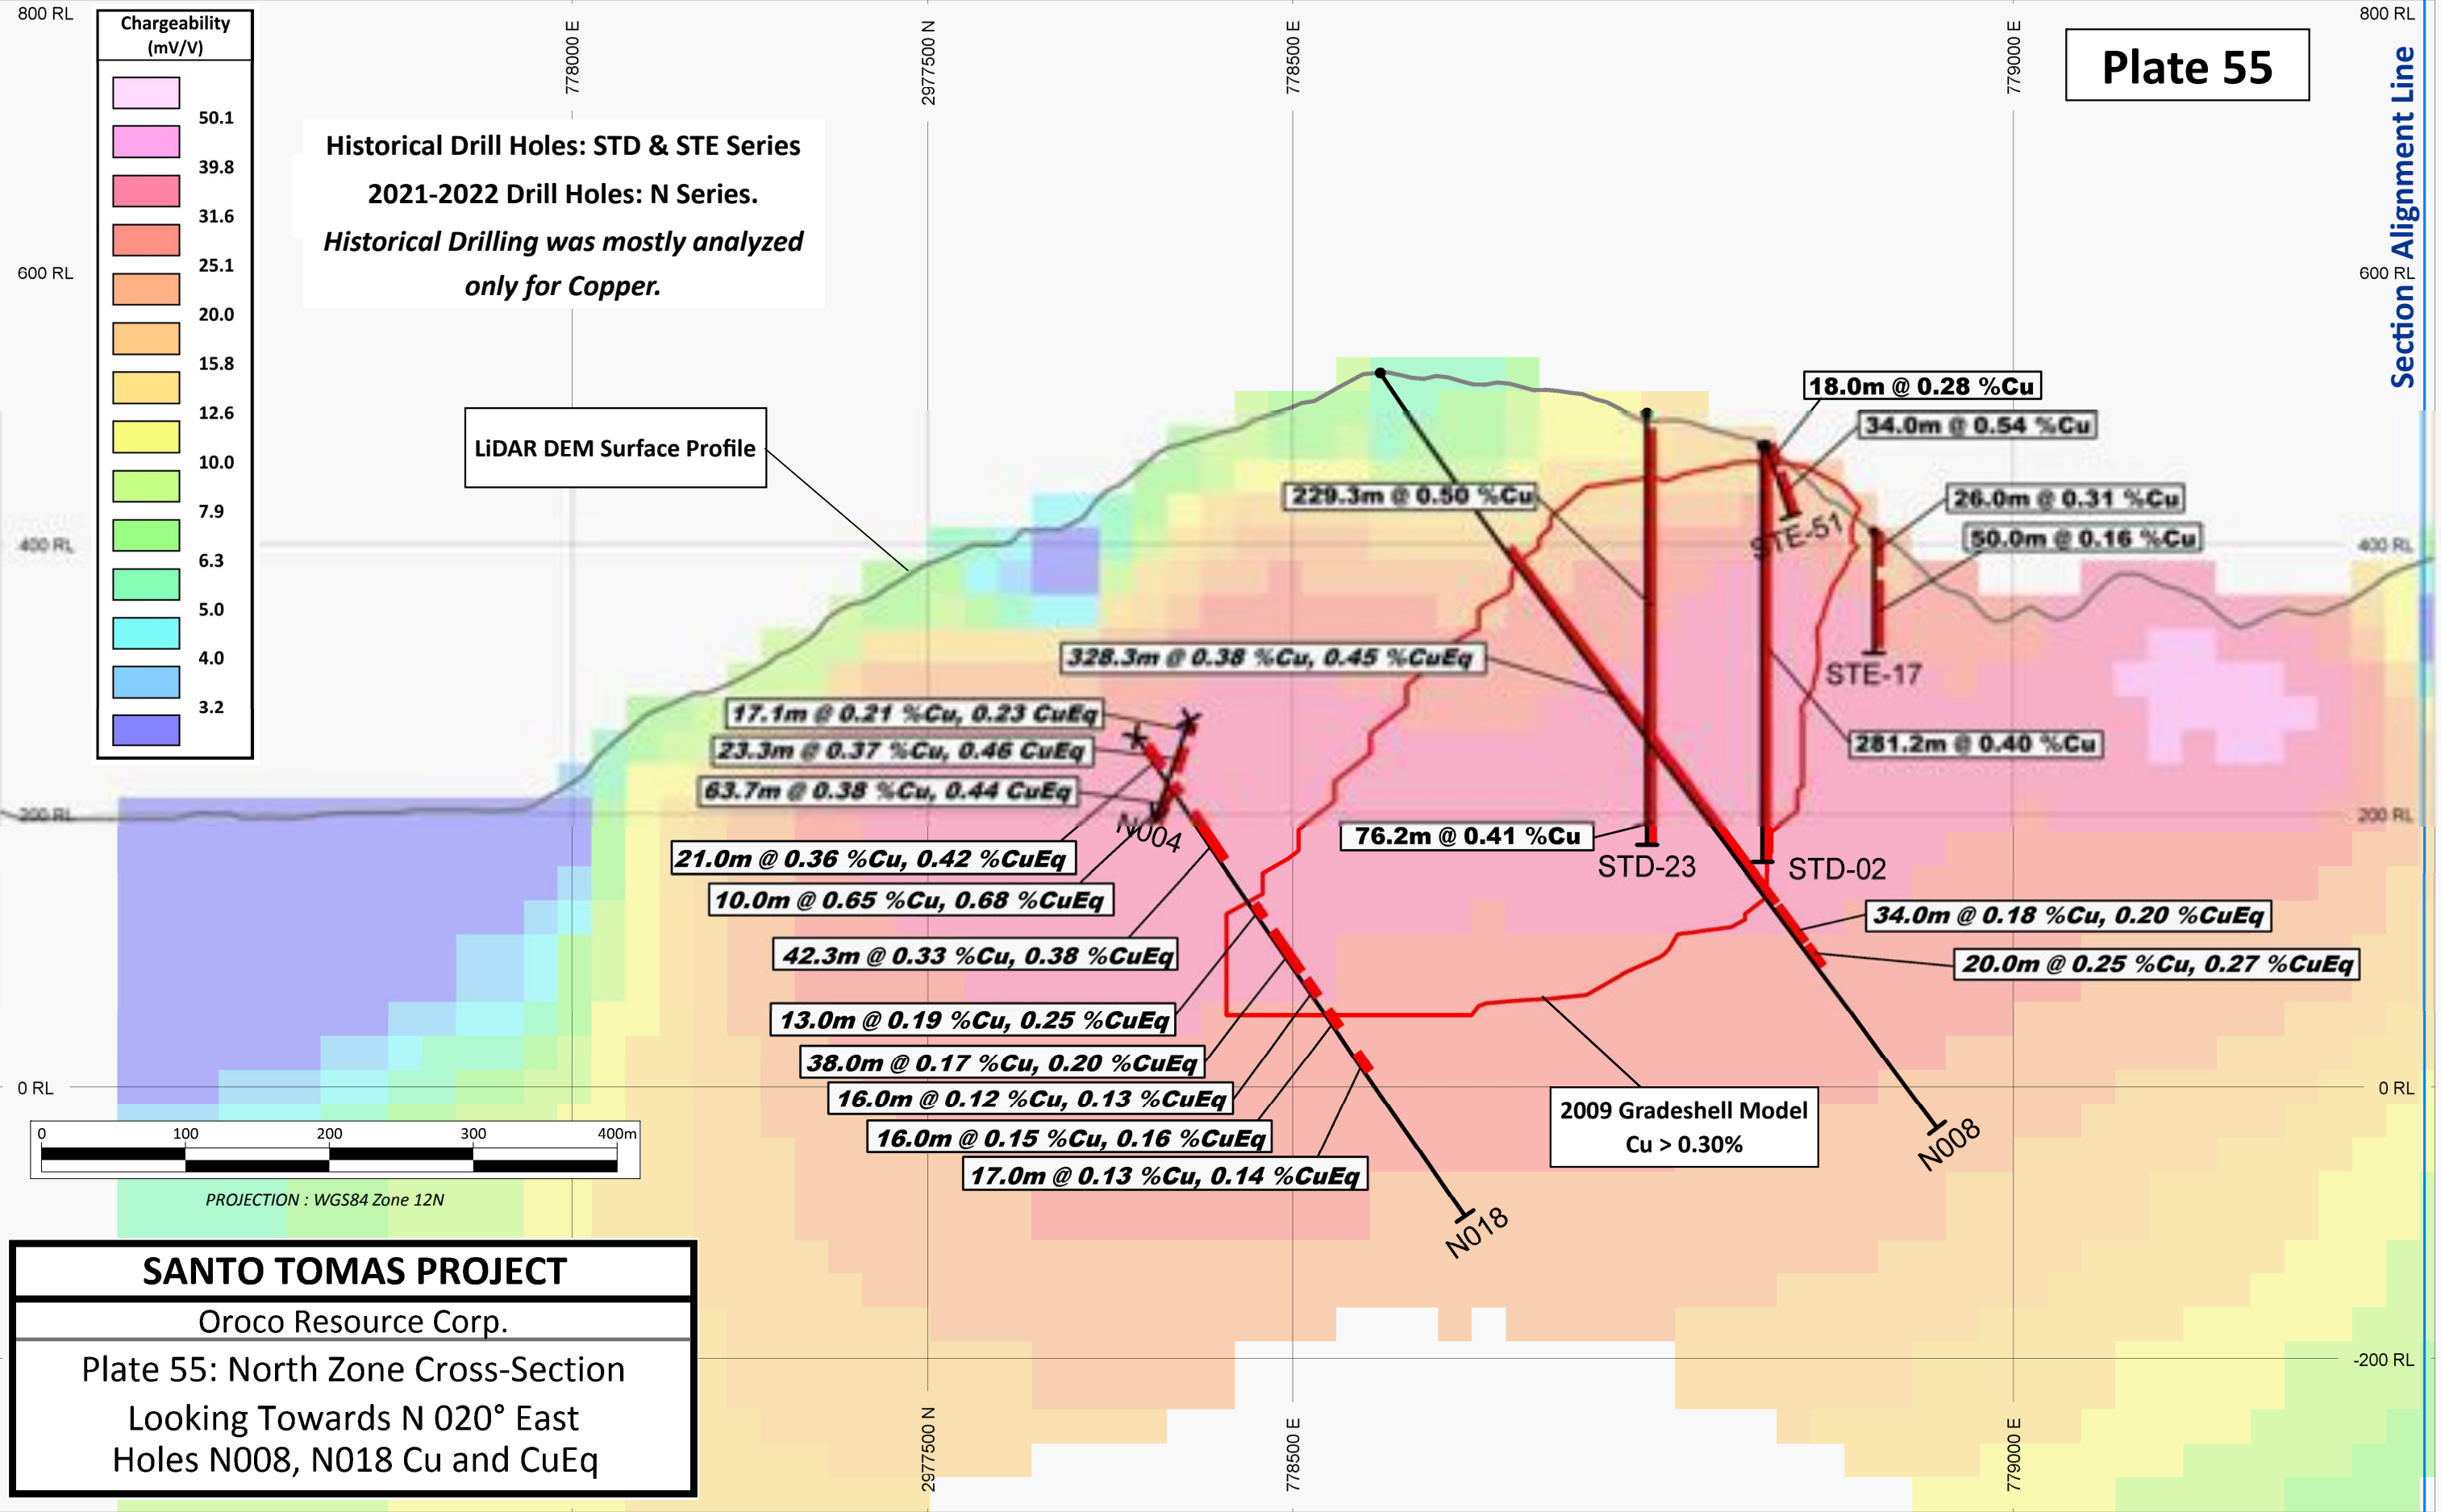 800 RL
800 RL
Chargeability
(mV/V)
50.1
39.8
31.6
25.1
20.0
15.8
12.6
10.0
7.9
6.3
5.0
4.0
3.2
778000 E
2977500 N
778500 E
779000 E
Plate 55
Section Alignment Line
Historical Drill Holes: STD & STE Series
2021-2022 Drill Holes: N Series.
Historical Drilling was mostly analyzed
only for Copper.
600 RL
600 RL
LiDAR DEM Surface Profile
18.0m @ 0.28 %Cu
34.0m @ 0.54 %Cu
229.3m @ 0.50 %Cu
26.0m @ 0.31 %Cu
STE-51
50.0m @ 0.16 %Cu
400 RL
400 RL
328.3m @ 0.38 %Cu, 0.45 %CuEq
STE-17
17.1m @ 0.21 %Cu, 0.23 CuEq
23.3m @ 0.37 %Cu, 0.46 CuEq
281.2m @ 0.40 %Cu
63.7m @ 0.38 %Cu, 0.44 CuEq
200 RL
200 RL
N004
76.2m @ 0.41 %Cu
21.0m @ 0.36 %Cu, 0.42 %CuEq
STD-23
STD-02
10.0m @ 0.65 %Cu, 0.68 %CuEq
34.0m @ 0.18 %Cu, 0.20 %CuEq
42.3m @ 0.33 %Cu, 0.38 %CuEq
20.0m @ 0.25 %Cu, 0.27 %CuEq
13.0m @ 0.19 %Cu, 0.25 %CuEq
38.0m @ 0.17 %Cu, 0.20 %CuEq
0 RL
0 RL
16.0m @ 0.12 %Cu, 0.13 %CuEq
2009 Gradeshell Model
Cu > 0.30%
16.0m @ 0.15 %Cu, 0.16 %CuEq
17.0m @ 0.13 %Cu, 0.14 %CuEq
N008
N018
0 100 200 300 400m
PROJECTION : WGS84 Zone 12N
SANTO TOMAS PROJECT
Oroco Resource Corp.
Plate 55: North Zone Cross-Section
Looking Towards N 020° East
Holes N008, N018 Cu and CuEq
-200 RL
2977500 N
778500 E
779000 E